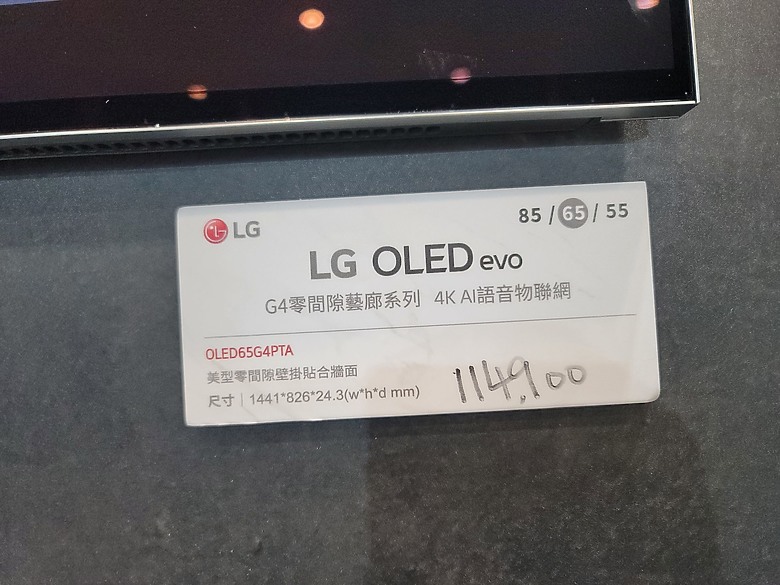 LG
85 / 65 / 55
LG OLED evo
G4零間隙藝廊系列 4K AI語音物聯網
OLED65G4PTA
美型零間隙壁掛貼合牆面
尺寸 | 1441*826*24.3(w*h*d mm)
114,900